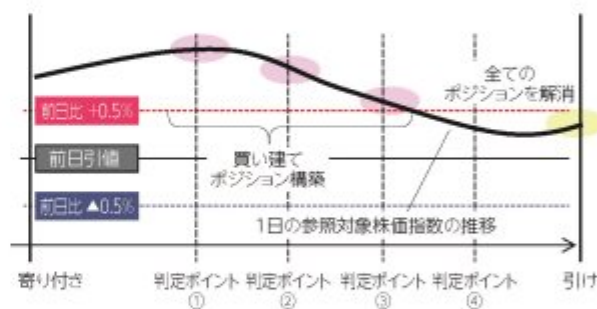 全ての
ポジションを解消
前日比 +0.5%
買い建て
ポジション構築
前日引値
前日比 ▲0.5%
1日の参照対象株価指数の推移
寄り付き
判定ポイント
①
判定ポイント
②
判定ポイント
③
判定ポイント
④
引け